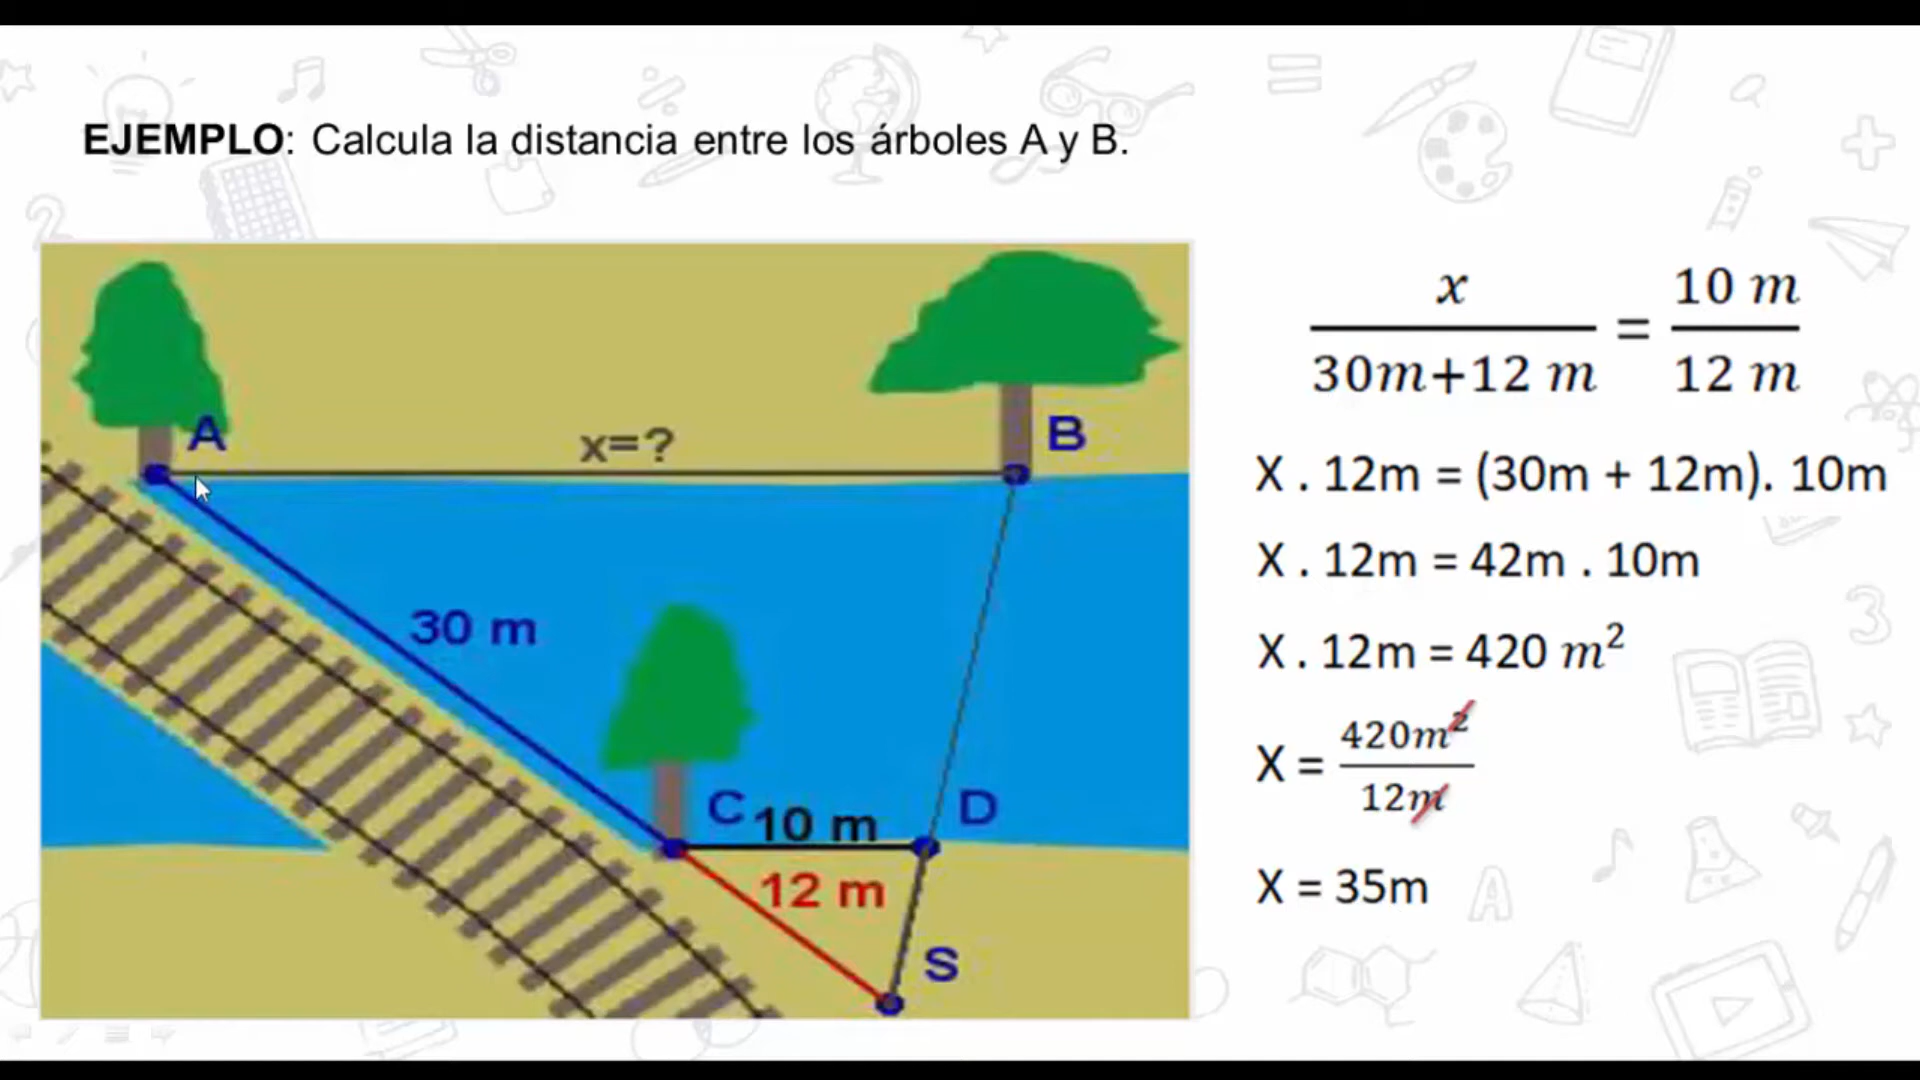 EJEMPLO: Calcula la distancia entre los árboles A y B.
A
x=?
B
30 m
C
10 m
D
12 m
S
x / 30m+12 m = 10 m / 12 m
X . 12m = (30m + 12m). 10m
X . 12m = 42m . 10m
X . 12m = 420 m²
X = 420m² / 12m
X = 35m